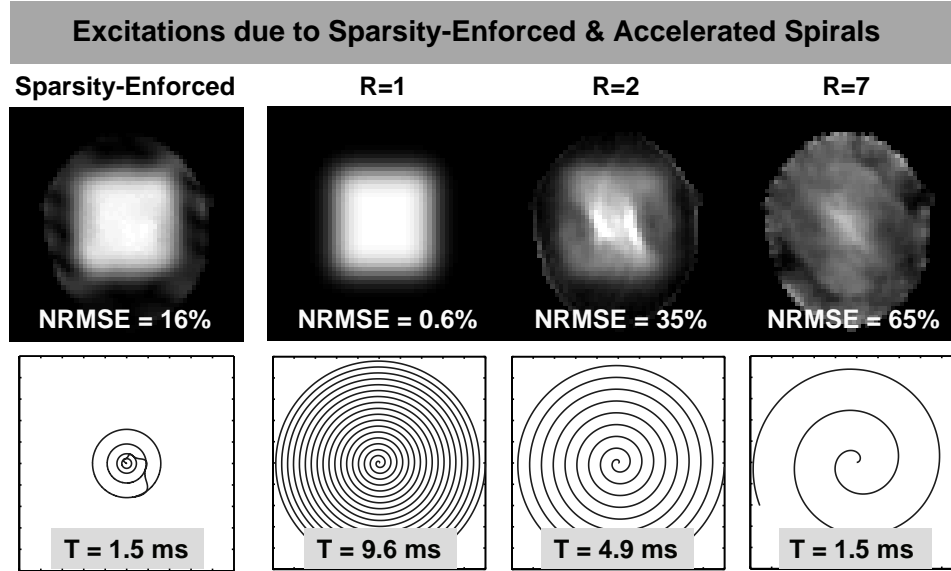 Excitations due to Sparsity-Enforced & Accelerated Spirals
Sparsity-Enforced R=1 R=2 R=7
NRMSE = 16% NRMSE = 0.6% NRMSE = 35% NRMSE = 65%
T = 1.5 ms T = 9.6 ms T = 4.9 ms T = 1.5 ms